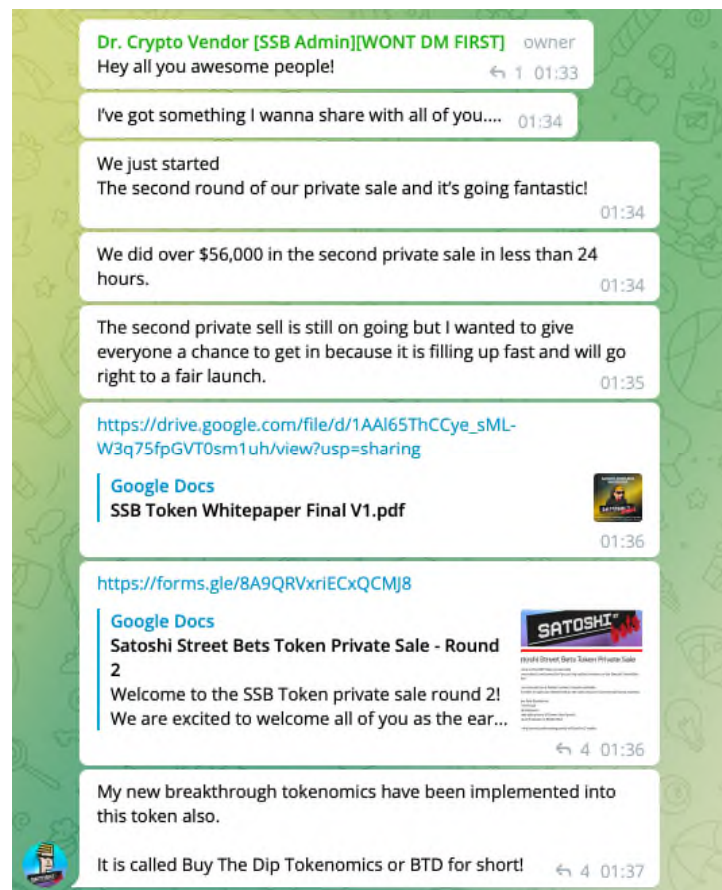 Dr. Crypto Vendor [SSB Admin][WONT DM FIRST] owner
Hey all you awesome people!
1 01:33
I've got something I wanna share with all of you....
01:34
We just started
The second round of our private sale and it's going fantastic!
01:34
We did over $56,000 in the second private sale in less than 24
hours.
01:34
The second private sell is still on going but I wanted to give
everyone a chance to get in because it is filling up fast and will go
right to a fair launch.
01:35
https://drive.google.com/file/d/1AAl65ThCCye_sML-
W3q75fpGVT0sm1uh/view?usp=sharing
Google Docs
SSB Token Whitepaper Final V1.pdf
01:36
https://forms.gle/8A9QRVxriECxQCMJ8
Google Docs
Satoshi Street Bets Token Private Sale - Round
2
Welcome to the SSB Token private sale round 2!
We are excited to welcome all of you as the ear...
SATOSHI
4 01:36
My new breakthrough tokenomics have been implemented into
this token also.
It is called Buy The Dip Tokenomics or BTD for short!
4 01:37